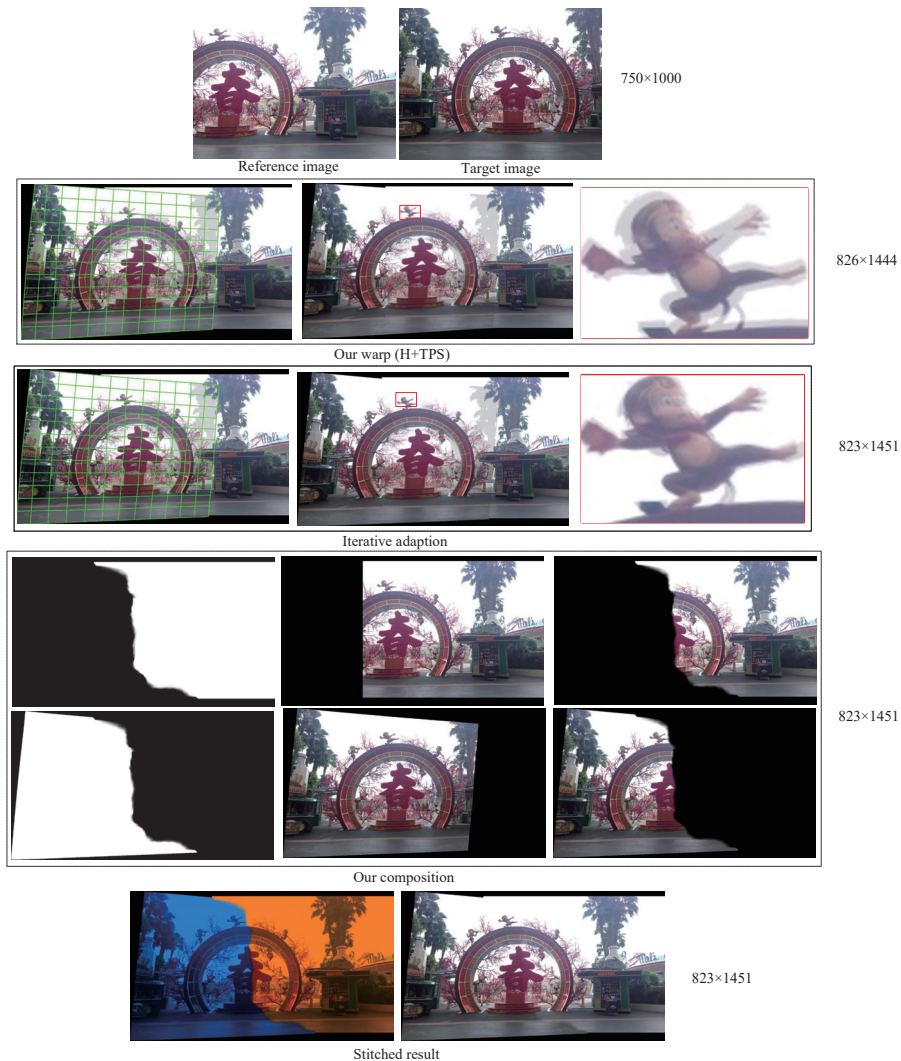 750×1000
Reference image
Target image
826×1444
Our warp (H+TPS)
823×1451
Iterative adaption
823×1451
Our composition
823×1451
Stitched result